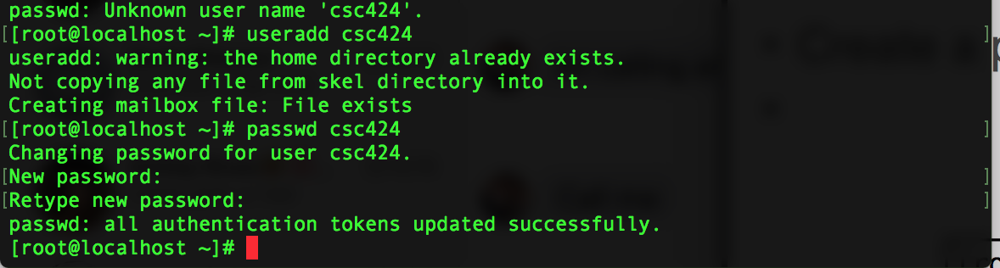 passwd: Unknown user name 'csc424'.
[[root@localhost ~]# useradd csc424 ]
useradd: warning: the home directory already exists.
Not copying any file from skel directory into it.
Creating mailbox file: File exists
[[root@localhost ~]# passwd csc424 ]
Changing password for user csc424.
[New password: ]
[Retype new password: ]
passwd: all authentication tokens updated successfully.
[root@localhost ~]#